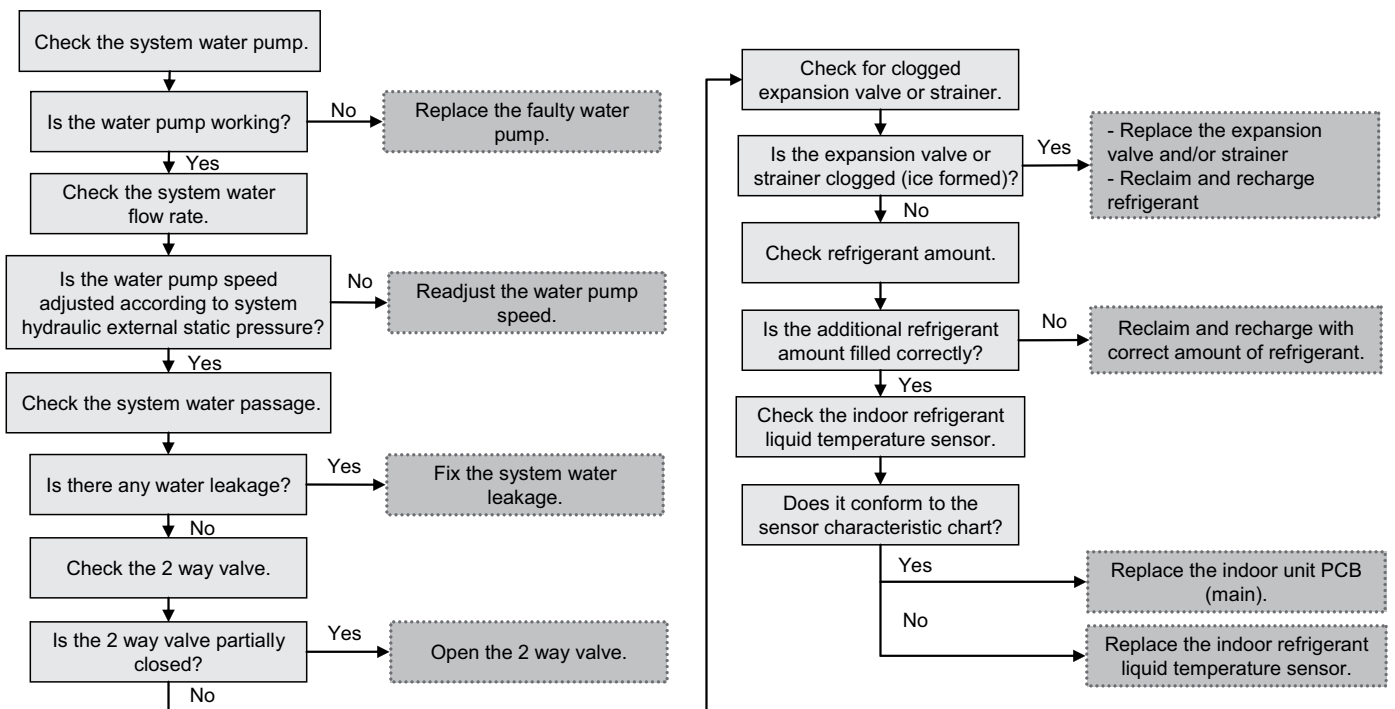 Check the system water pump.
Is the water pump working?
No
Replace the faulty water
pump.
Yes
Check the system water
flow rate.
Is the water pump speed
adjusted according to system
hydraulic external static pressure?
No
Readjust the water pump
speed.
Yes
Check the system water passage.
Is there any water leakage?
Yes
Fix the system water
leakage.
No
Check the 2 way valve.
Is the 2 way valve partially
closed?
Yes
Open the 2 way valve.
No
Check for clogged
expansion valve or strainer.
Is the expansion valve or
strainer clogged (ice formed)?
Yes
- Replace the expansion
valve and/or strainer
- Reclaim and recharge
refrigerant
No
Check refrigerant amount.
Is the additional refrigerant
amount filled correctly?
No
Reclaim and recharge with
correct amount of refrigerant.
Yes
Check the indoor refrigerant
liquid temperature sensor.
Does it conform to the
sensor characteristic chart?
Yes
Replace the indoor unit PCB
(main).
No
Replace the indoor refrigerant
liquid temperature sensor.